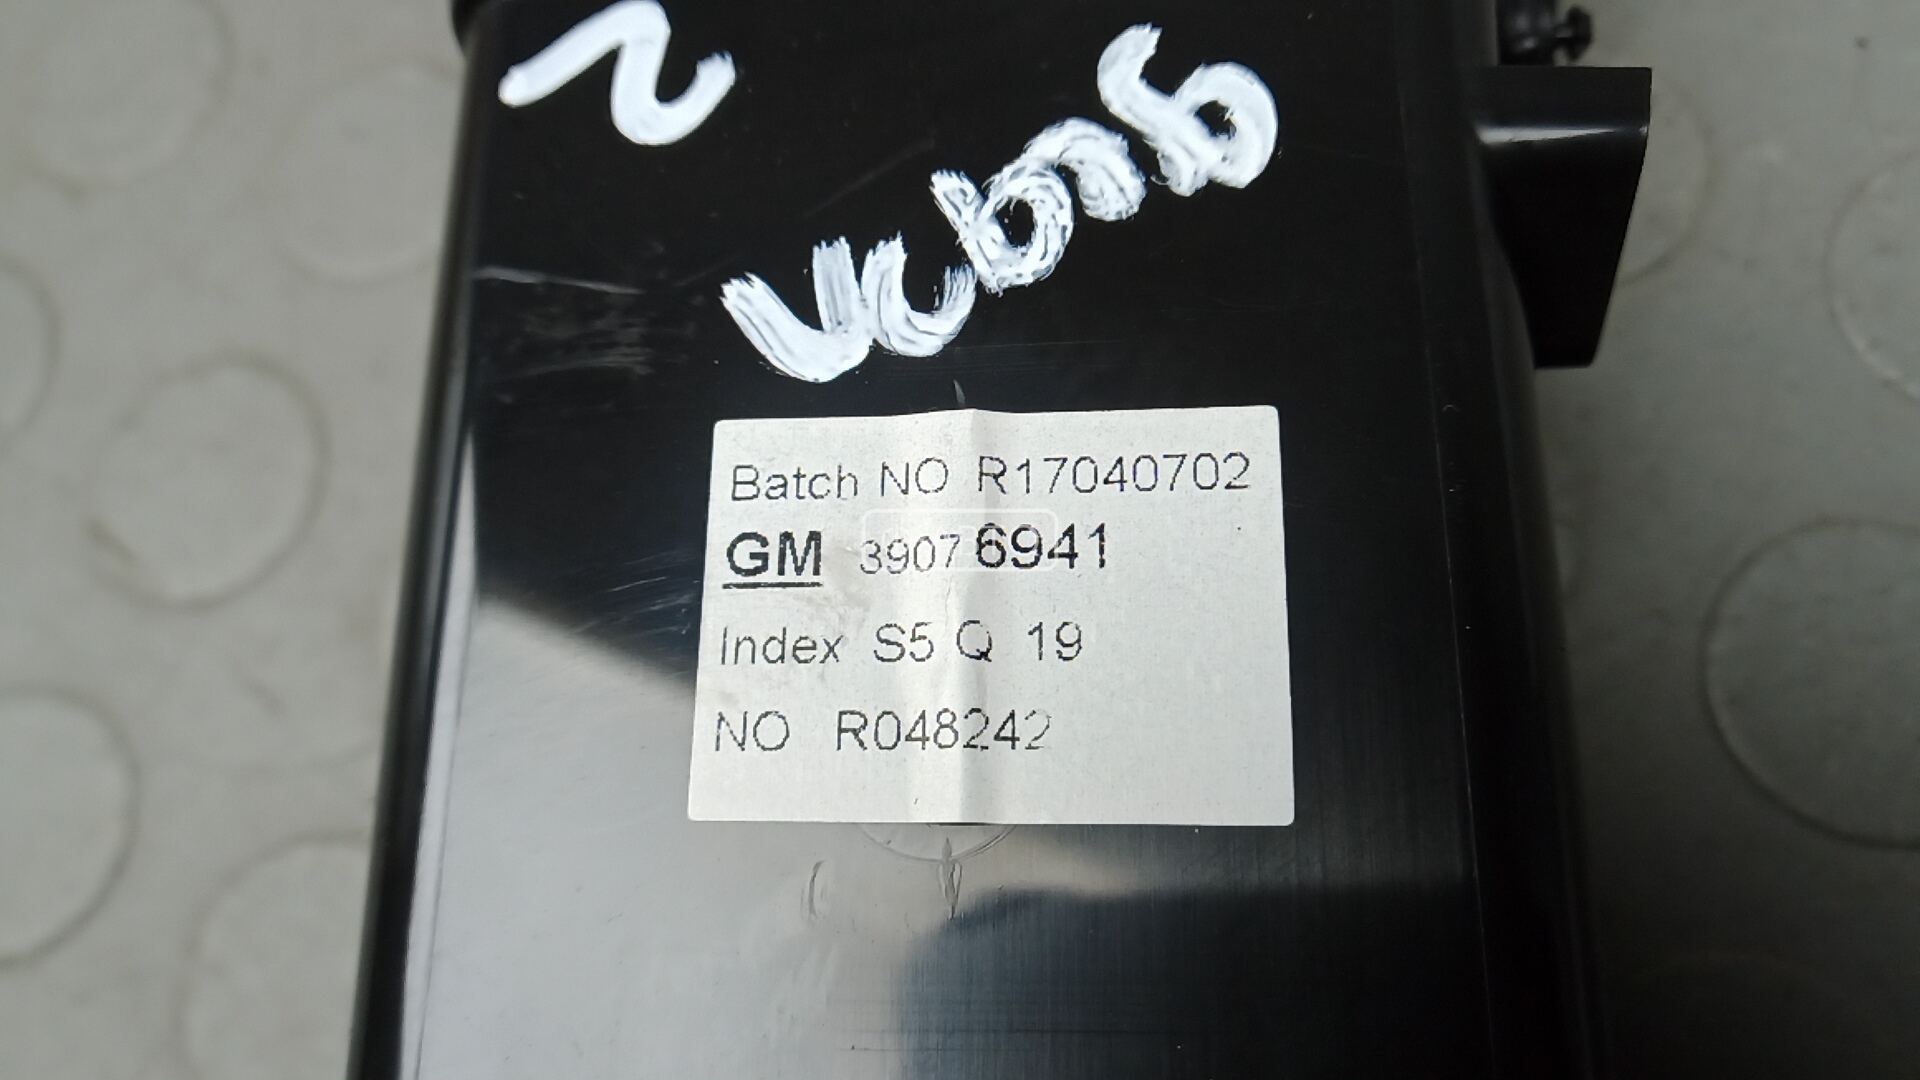 Batch NO R17040702
GM 39076941
Index S5 Q 19
NO R048242